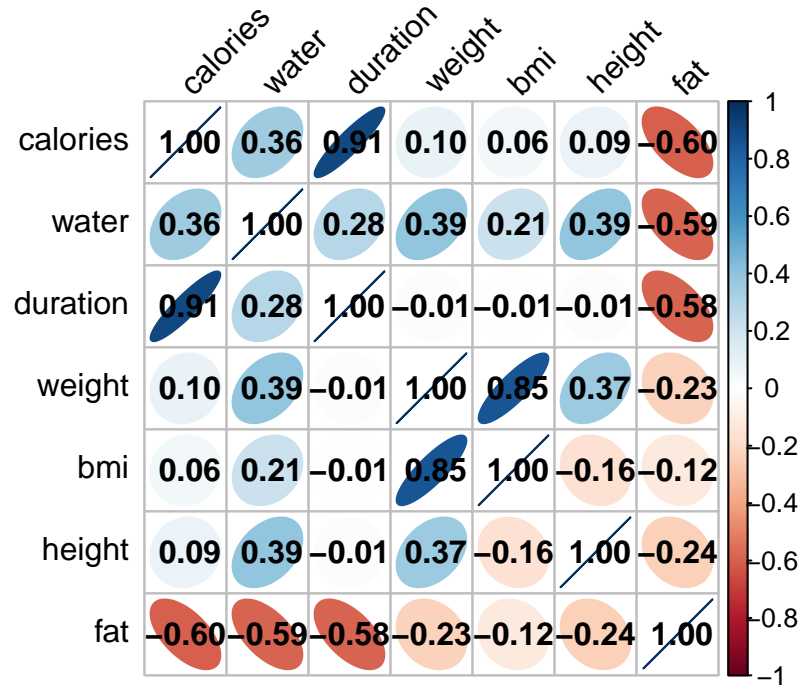 calories water duration weight bmi height fat
calories 1.00 0.36 0.91 0.10 0.06 0.09 −0.60
water 0.36 1.00 0.28 0.39 0.21 0.39 −0.59
duration 0.91 0.28 1.00 −0.01 −0.01 −0.01 −0.58
weight 0.10 0.39 −0.01 1.00 0.85 0.37 −0.23
bmi 0.06 0.21 −0.01 0.85 1.00 −0.16 −0.12
height 0.09 0.39 −0.01 0.37 −0.16 1.00 −0.24
fat −0.60 −0.59 −0.58 −0.23 −0.12 −0.24 1.00
1
0.8
0.6
0.4
0.2
0
−0.2
−0.4
−0.6
−0.8
−1